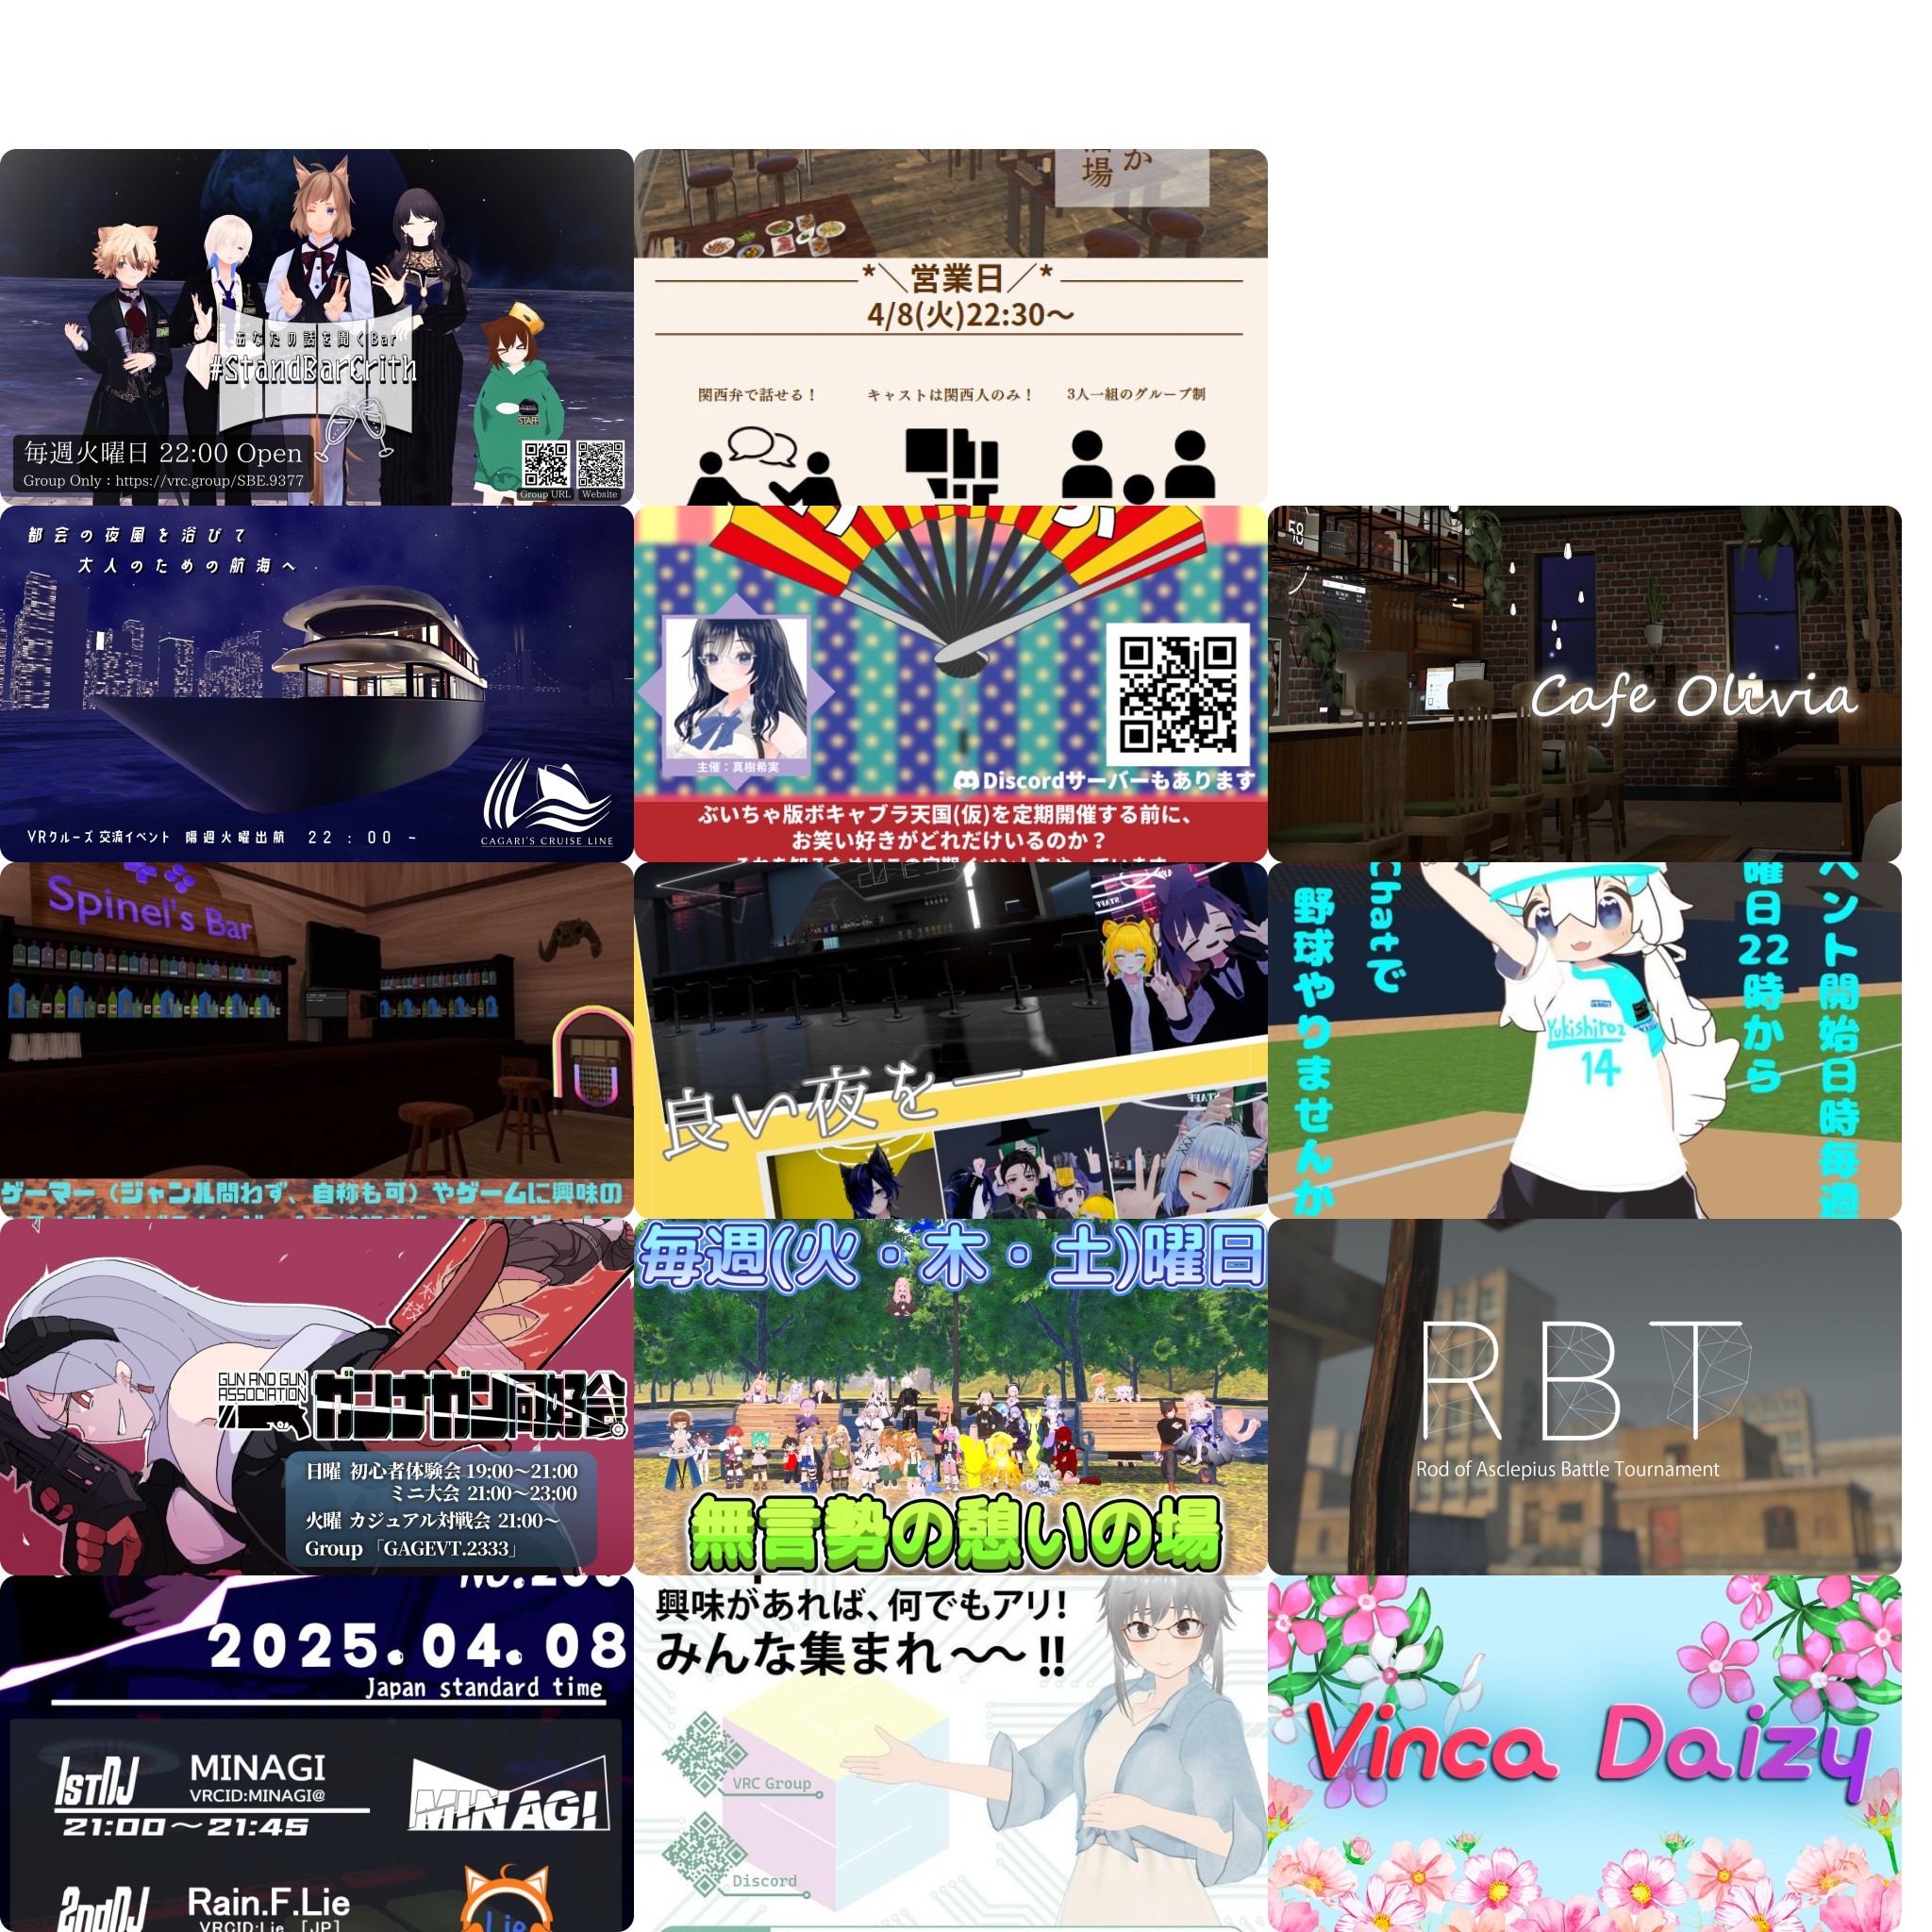 あなたの話を聞くBar
#StandBarCrith
毎週火曜日 22:00 Open
Group Only : https://vrc.group/SBE.9377
STAFF
Group URL
Website
か
場
*＼営業日／*
4/8(火)22:30〜
関西弁で話せる！
キャストは関西人のみ！
3人一組のグループ制
都会の夜風を浴びて
大人のための航海へ
VRクルーズ交流イベント 隔週火曜出航 22:00~
CAGARI'S CRUISE LINE
主催：真樹希実
Discordサーバーもあります
ぶいちゃ版ボキャブラ天国(仮)を定期開催する前に、
お笑い好きがどれだけいるのか？
Cafe Olivia
Spinel's Bar
ゲーマー（ジャンル問わず、自称も可）やゲームに興味の
良い夜を―
ベント開始日時毎週
曜日22時から
Chatで
野球やりませんか
Yukishiroz
14
GUN AND GUN
ASSOCIATION
ガンナガン同好会
日曜 初心者体験会 19:00〜21:00
ミニ大会 21:00〜23:00
火曜 カジュアル対戦会 21:00〜
Group 「GAGEVT.2333」
毎週(火・木・土)曜日
無言勢の憩いの場
RBT
Rod of Asclepius Battle Tournament
2025.04.08
Japan standard time
1stDJ
MINAGI
VRCID:MINAGI@
21:00〜21:45
MINAGI
2ndDJ
Rain.F.Lie
VRCID:Lie_[JP]
Lie
興味があれば、何でもアリ!
みんな集まれ〜〜!!
VRC Group
Discord
Vinca Daizy